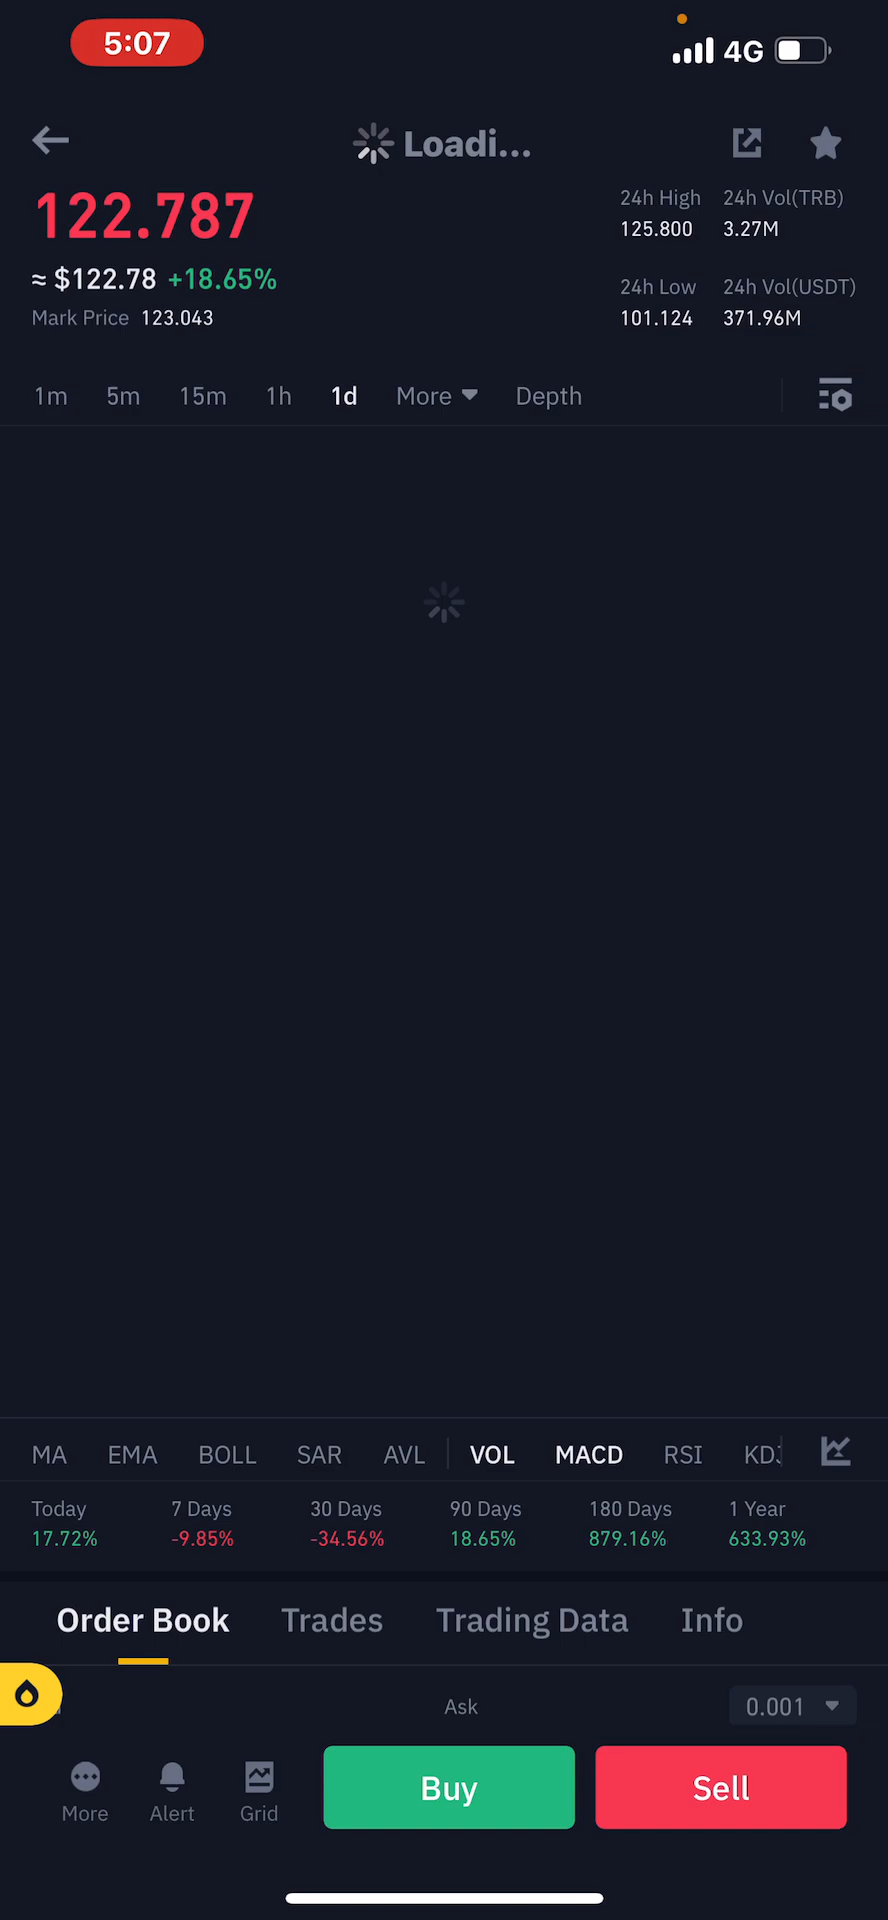 5:07
4G
Loadi...
122.787
≈ $122.78 +18.65%
Mark Price 123.043
24h High
125.800
24h Vol(TRB)
3.27M
24h Low
101.124
24h Vol(USDT)
371.96M
1m 5m 15m 1h 1d More Depth
MA EMA BOLL SAR AVL VOL MACD RSI
Today 7 Days 30 Days 90 Days 180 Days 1 Year
17.72% -9.85% -34.56% 18.65% 879.16% 633.93%
Order Book Trades Trading Data Info
Ask 0.001
More Alert Grid Buy Sell